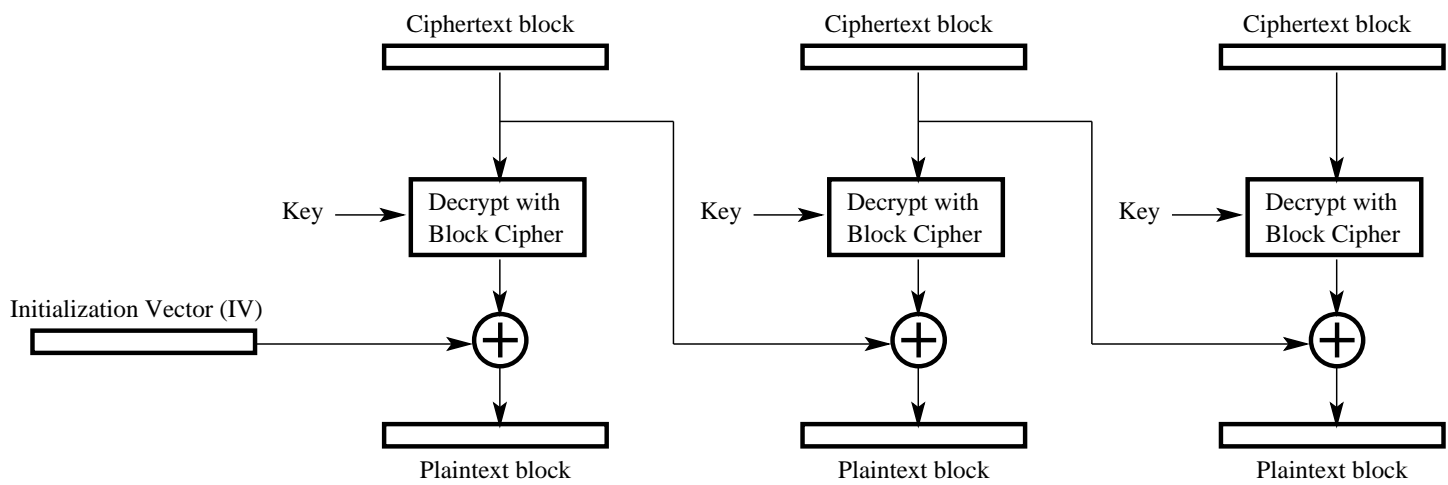 Ciphertext block
Ciphertext block
Ciphertext block
Key
Decrypt with
Block Cipher
Key
Decrypt with
Block Cipher
Key
Decrypt with
Block Cipher
Initialization Vector (IV)
Plaintext block
Plaintext block
Plaintext block